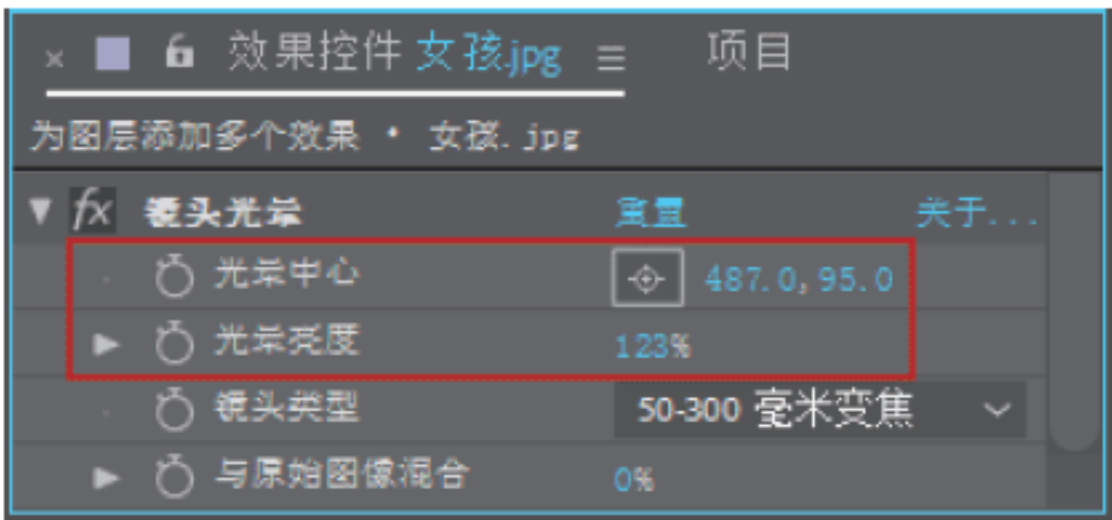 × 效果控件 女孩.jpg ≡ 项目
为图层添加多个效果 • 女孩.jpg
▼ fx 镜头光晕 重置 关于...
光晕中心 487.0,95.0
▶ 光晕亮度 123%
镜头类型 50-300 毫米变焦
▶ 与原始图像混合 0%